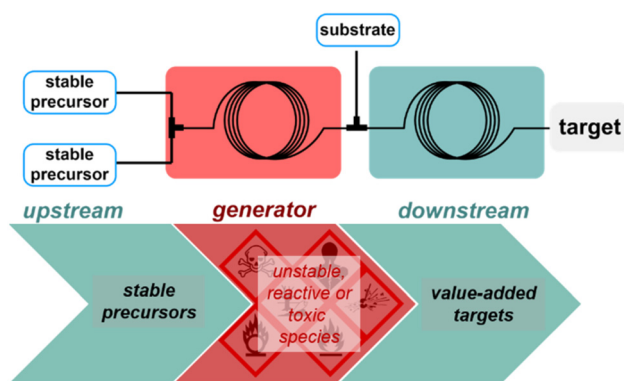 substrate
stable
precursor
stable
precursor
target
upstream
generator
downstream
stable
precursors
unstable,
reactive or
toxic
species
value-added
targets